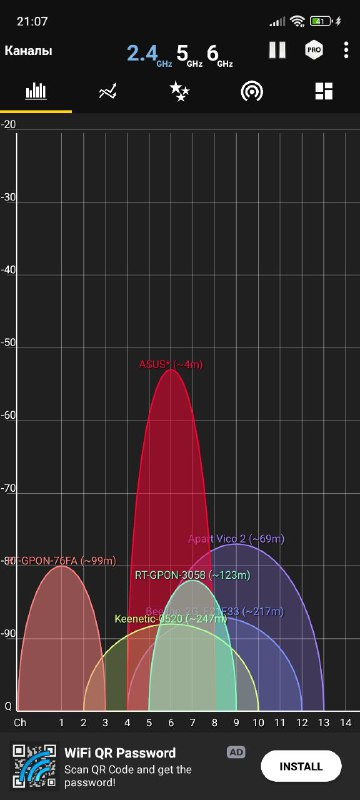 21:07
41
Каналы
2.4 GHz 5 GHz 6 GHz
PRO
-20
-30
-40
-50
ASUS* (~4m)
-60
-70
Apart Vico 2 (~69m)
-80
RT-GPON-76FA (~99m)
RT-GPON-3058 (~123m)
Keenetic-0520 (~247m)
-90
Ch 1 2 3 4 5 6 7 8 9 10 11 12 13 14
WiFi QR Password
AD
Scan QR Code and get the
password!
INSTALL